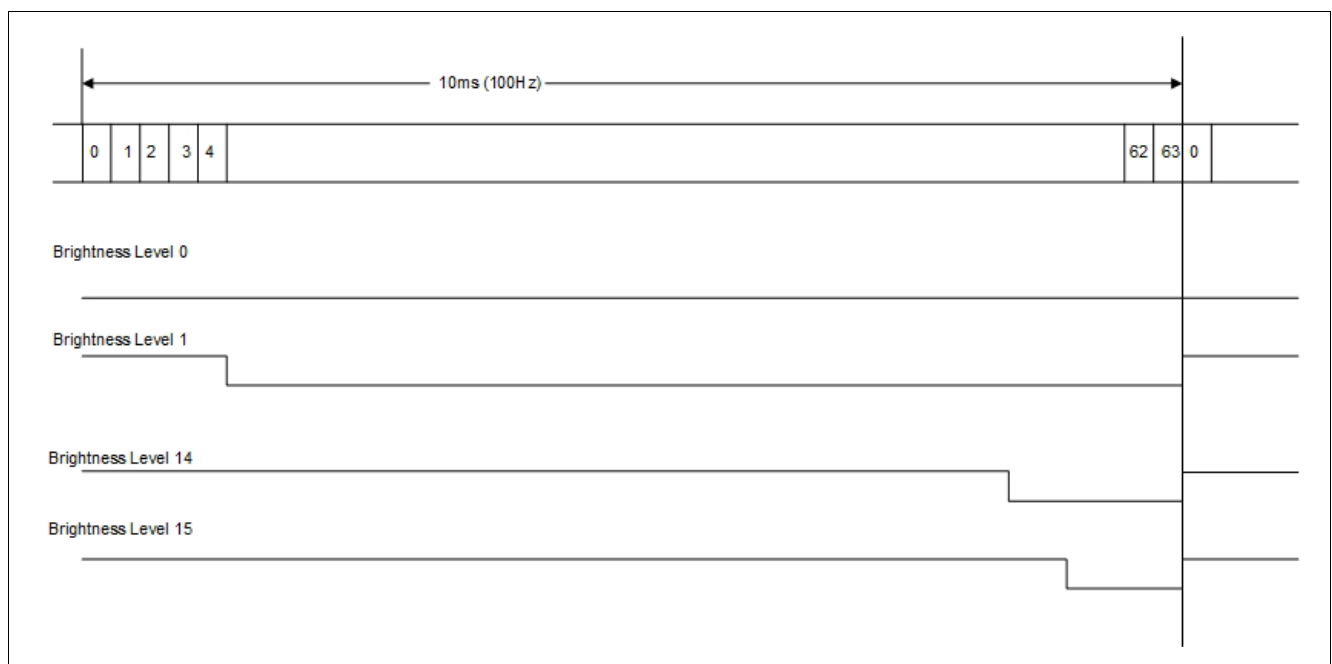 10ms (100Hz)
0 1 2 3 4 62 63 0
Brightness Level 0
Brightness Level 1
Brightness Level 14
Brightness Level 15